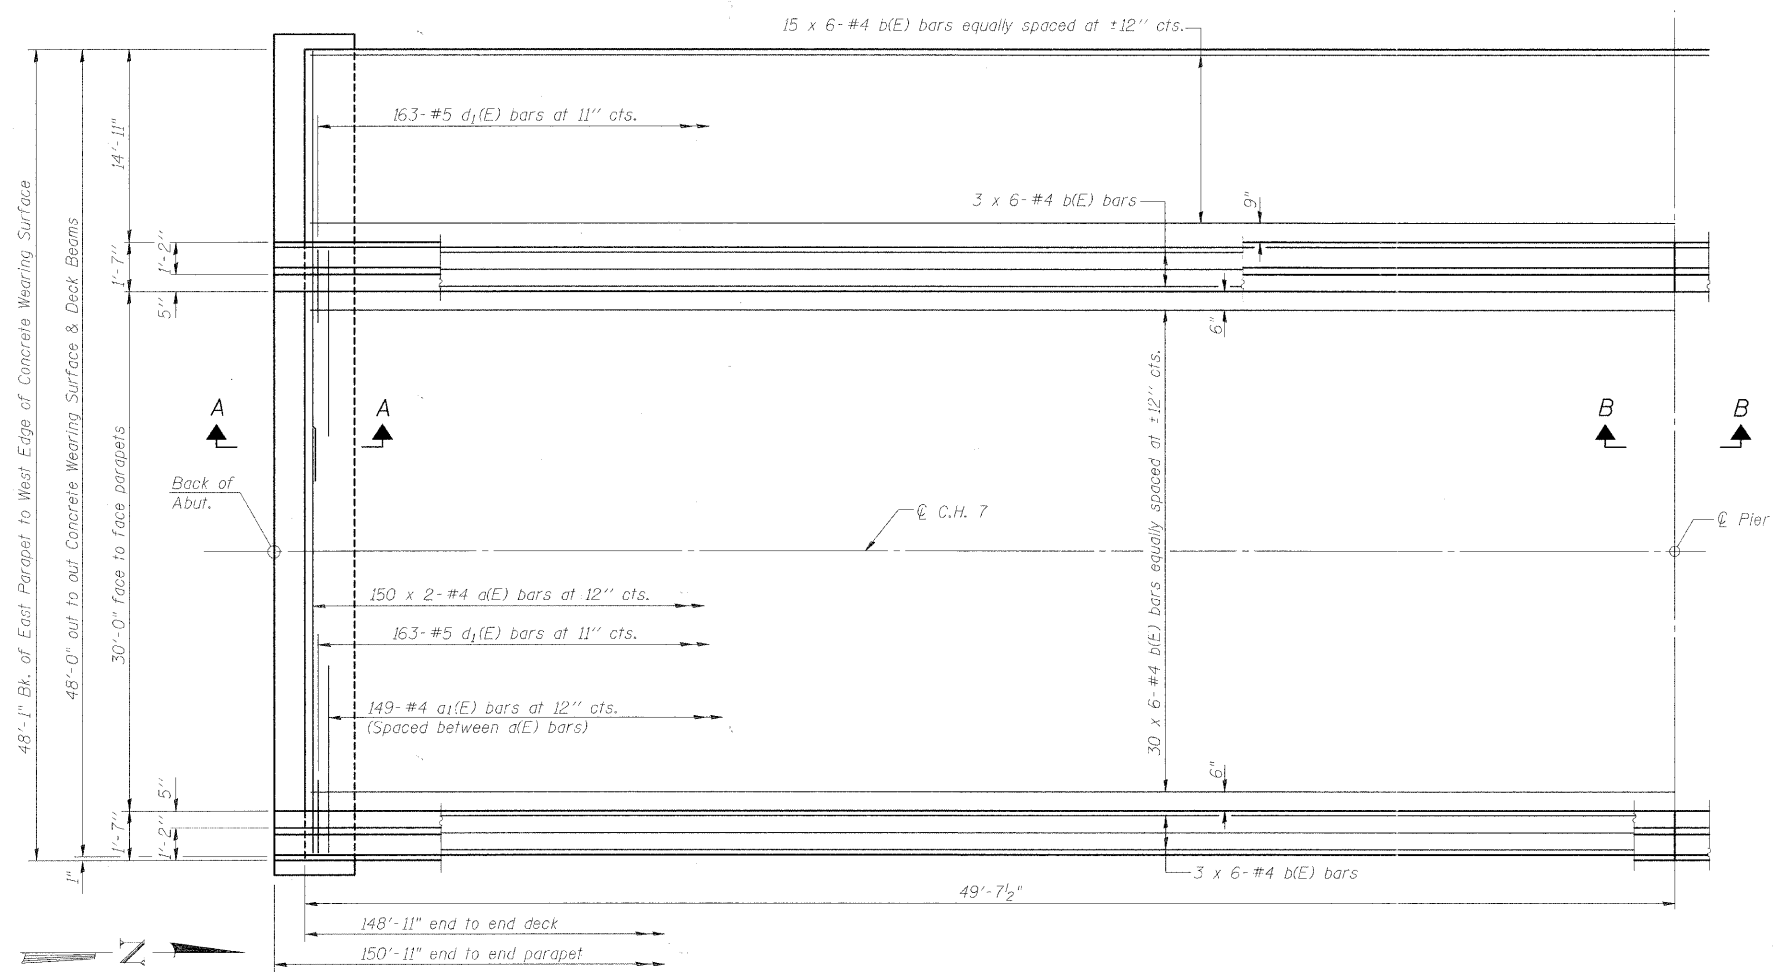 15 x 6-#4 b(E) bars equally spaced at ±12" cts.
163-#5 d1(E) bars at 11" cts.
3 x 6-#4 b(E) bars
9"
14'-11"
1'-7"
1'-2"
5"
6"
48'-1" Bk. of East Parapet to West Edge of Concrete Wearing Surface
48'-0" out to out Concrete Wearing Surface & Deck Beams
30'-0" face to face parapets
A
A
B
B
Back of
Abut.
℄ C.H. 7
℄ Pier
30 x 6-#4 b(E) bars equally spaced at ±12" cts.
150 x 2-#4 a(E) bars at 12" cts.
163-#5 d1(E) bars at 11" cts.
149-#4 a1(E) bars at 12" cts.
(Spaced between a(E) bars)
6"
5"
1'-7"
1'-2"
1"
3 x 6-#4 b(E) bars
49'-7½"
148'-11" end to end deck
150'-11" end to end parapet
Z